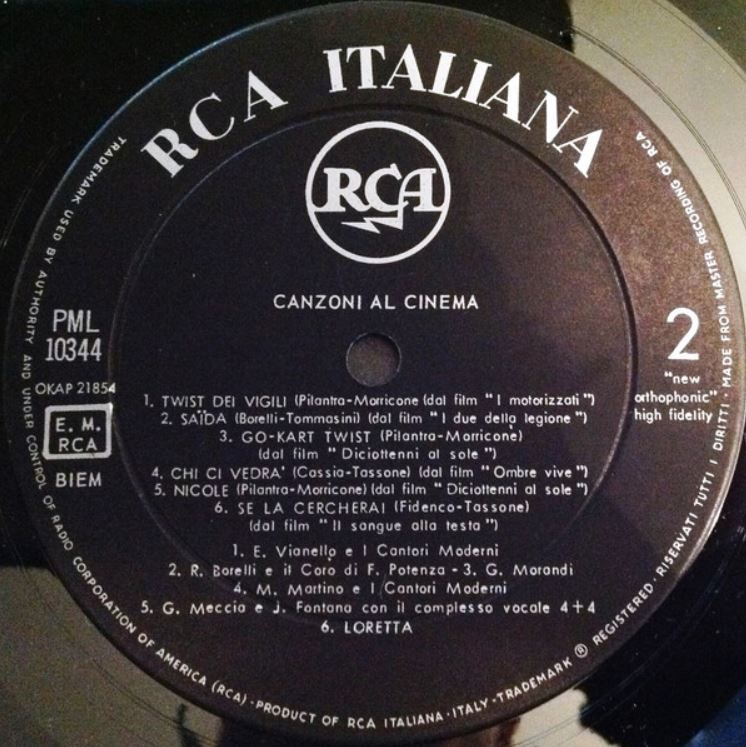 RCA ITALIANA
RCA
CANZONI AL CINEMA
PML
10344
OKAP 21854
E. M.
RCA
BIEM
2
"new
orthophonic"
high fidelity
1. TWIST DEI VIGILI (Pilantra-Morricone (dal film " I motorizzati ")
2. SAÏDA (Borelli-Tommasini) (dal film " I due della legione ")
3. GO-KART TWIST (Pilantra-Morricone)
(dal film " Diciottenni al sole ")
4. CHI CI VEDRA' (Cassia-Tassone) (dal film " Ombre vive ")
5. NICOLE (Pilantra-Morricone) (dal film " Diciottenni al sole ")
6. SE LA CERCHERAI (Fidenco-Tassone)
(dal film " Il sangue alla testa ")
1. E. Vianello e I Cantori Moderni
2. R. Borelli e il Coro di F. Potenza - 3. G. Morandi
4. M. Martino e I Cantori Moderni
5. G. Meccia e J. Fontana con il complesso vocale 4+4
6. LORETTA
TRADEMARK USED BY AUTHORITY AND UNDER CONTROL OF RADIO CORPORATION OF AMERICA (RCA) · PRODUCT OF RCA ITALIANA · ITALY - TRADEMARK ® REGISTERED · RISERVATI TUTTI I DIRITTI · MADE FROM MASTER RECORDING OF RCA